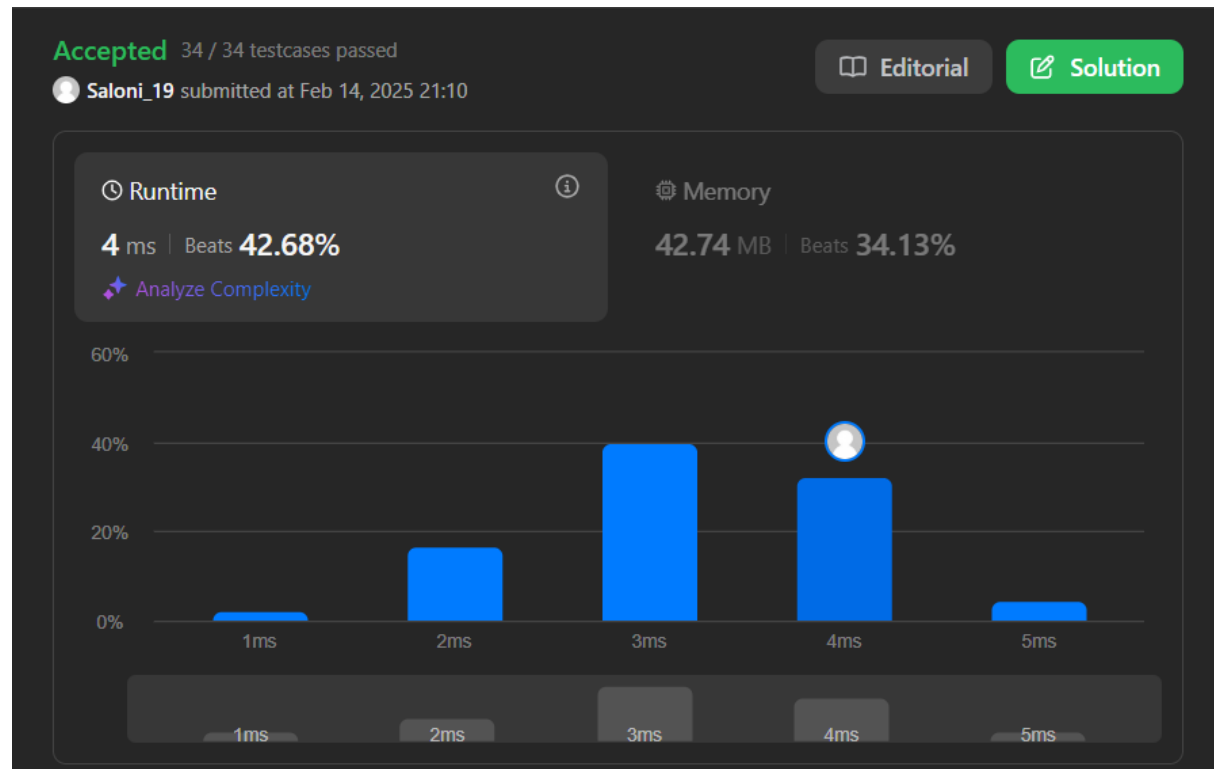 Accepted 34 / 34 testcases passed
Editorial
Solution
Saloni_19 submitted at Feb 14, 2025 21:10
Runtime
4 ms | Beats 42.68%
Analyze Complexity
Memory
42.74 MB | Beats 34.13%
60%
40%
20%
0%
1ms 2ms 3ms 4ms 5ms
1ms 2ms 3ms 4ms 5ms